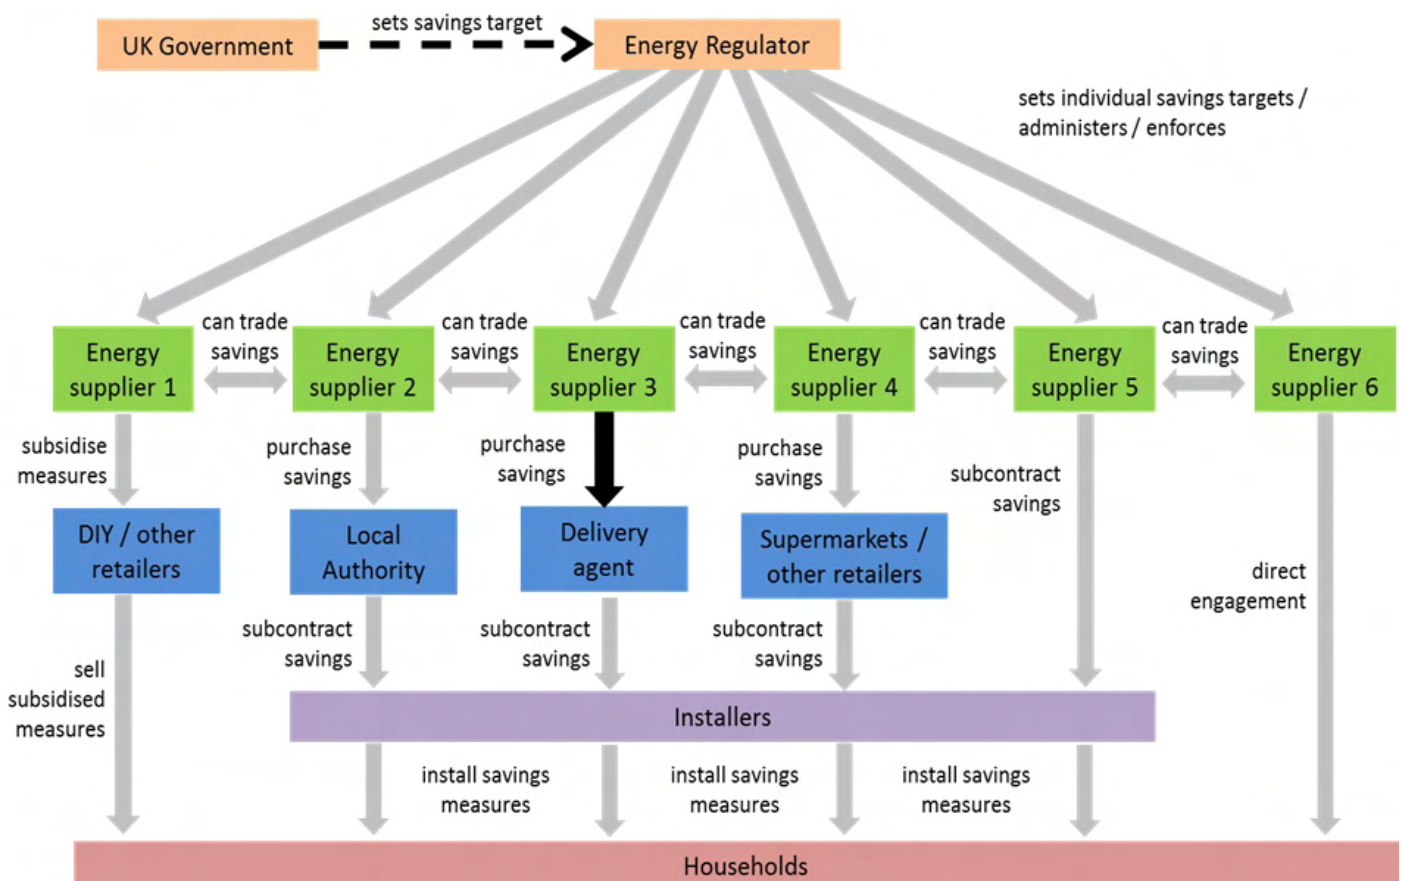 UK Government
sets savings target
Energy Regulator
sets individual savings targets /
administers / enforces
Energy
supplier 1
can trade
savings
Energy
supplier 2
can trade
savings
Energy
supplier 3
can trade
savings
Energy
supplier 4
can trade
savings
Energy
supplier 5
can trade
savings
Energy
supplier 6
subsidise
measures
purchase
savings
purchase
savings
purchase
savings
subcontract
savings
direct
engagement
DIY / other
retailers
Local
Authority
Delivery
agent
Supermarkets /
other retailers
sell
subsidised
measures
subcontract
savings
subcontract
savings
subcontract
savings
Installers
install savings
measures
install savings
measures
install savings
measures
Households